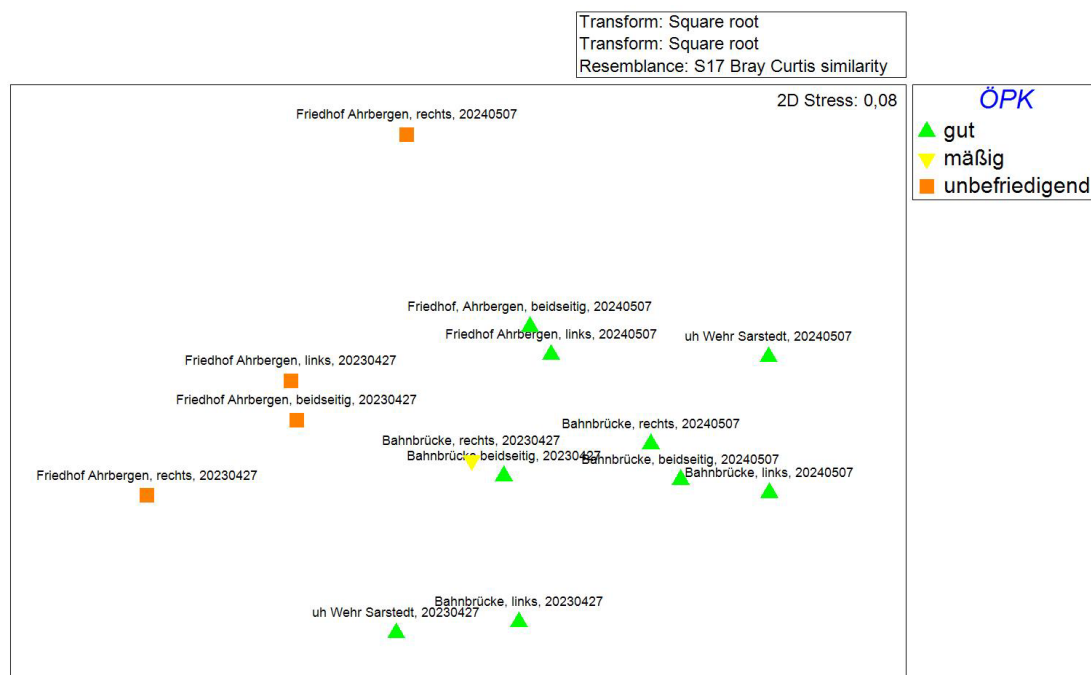 Transform: Square root
Transform: Square root
Resemblance: S17 Bray Curtis similarity
2D Stress: 0,08
ÖPK
gut
mäßig
unbefriedigend
Friedhof Ahrbergen, rechts, 20240507
Friedhof, Ahrbergen, beidseitig, 20240507
Friedhof Ahrbergen, links, 20240507
uh Wehr Sarstedt, 20240507
Friedhof Ahrbergen, links, 20230427
Friedhof Ahrbergen, beidseitig, 20230427
Bahnbrücke, rechts, 20240507
Bahnbrücke, rechts, 20230427
Bahnbrücke beidseitig, 20230427
Bahnbrücke, beidseitig, 20240507
Bahnbrücke, links, 20240507
Friedhof Ahrbergen, rechts, 20230427
Bahnbrücke, links, 20230427
uh Wehr Sarstedt, 20230427